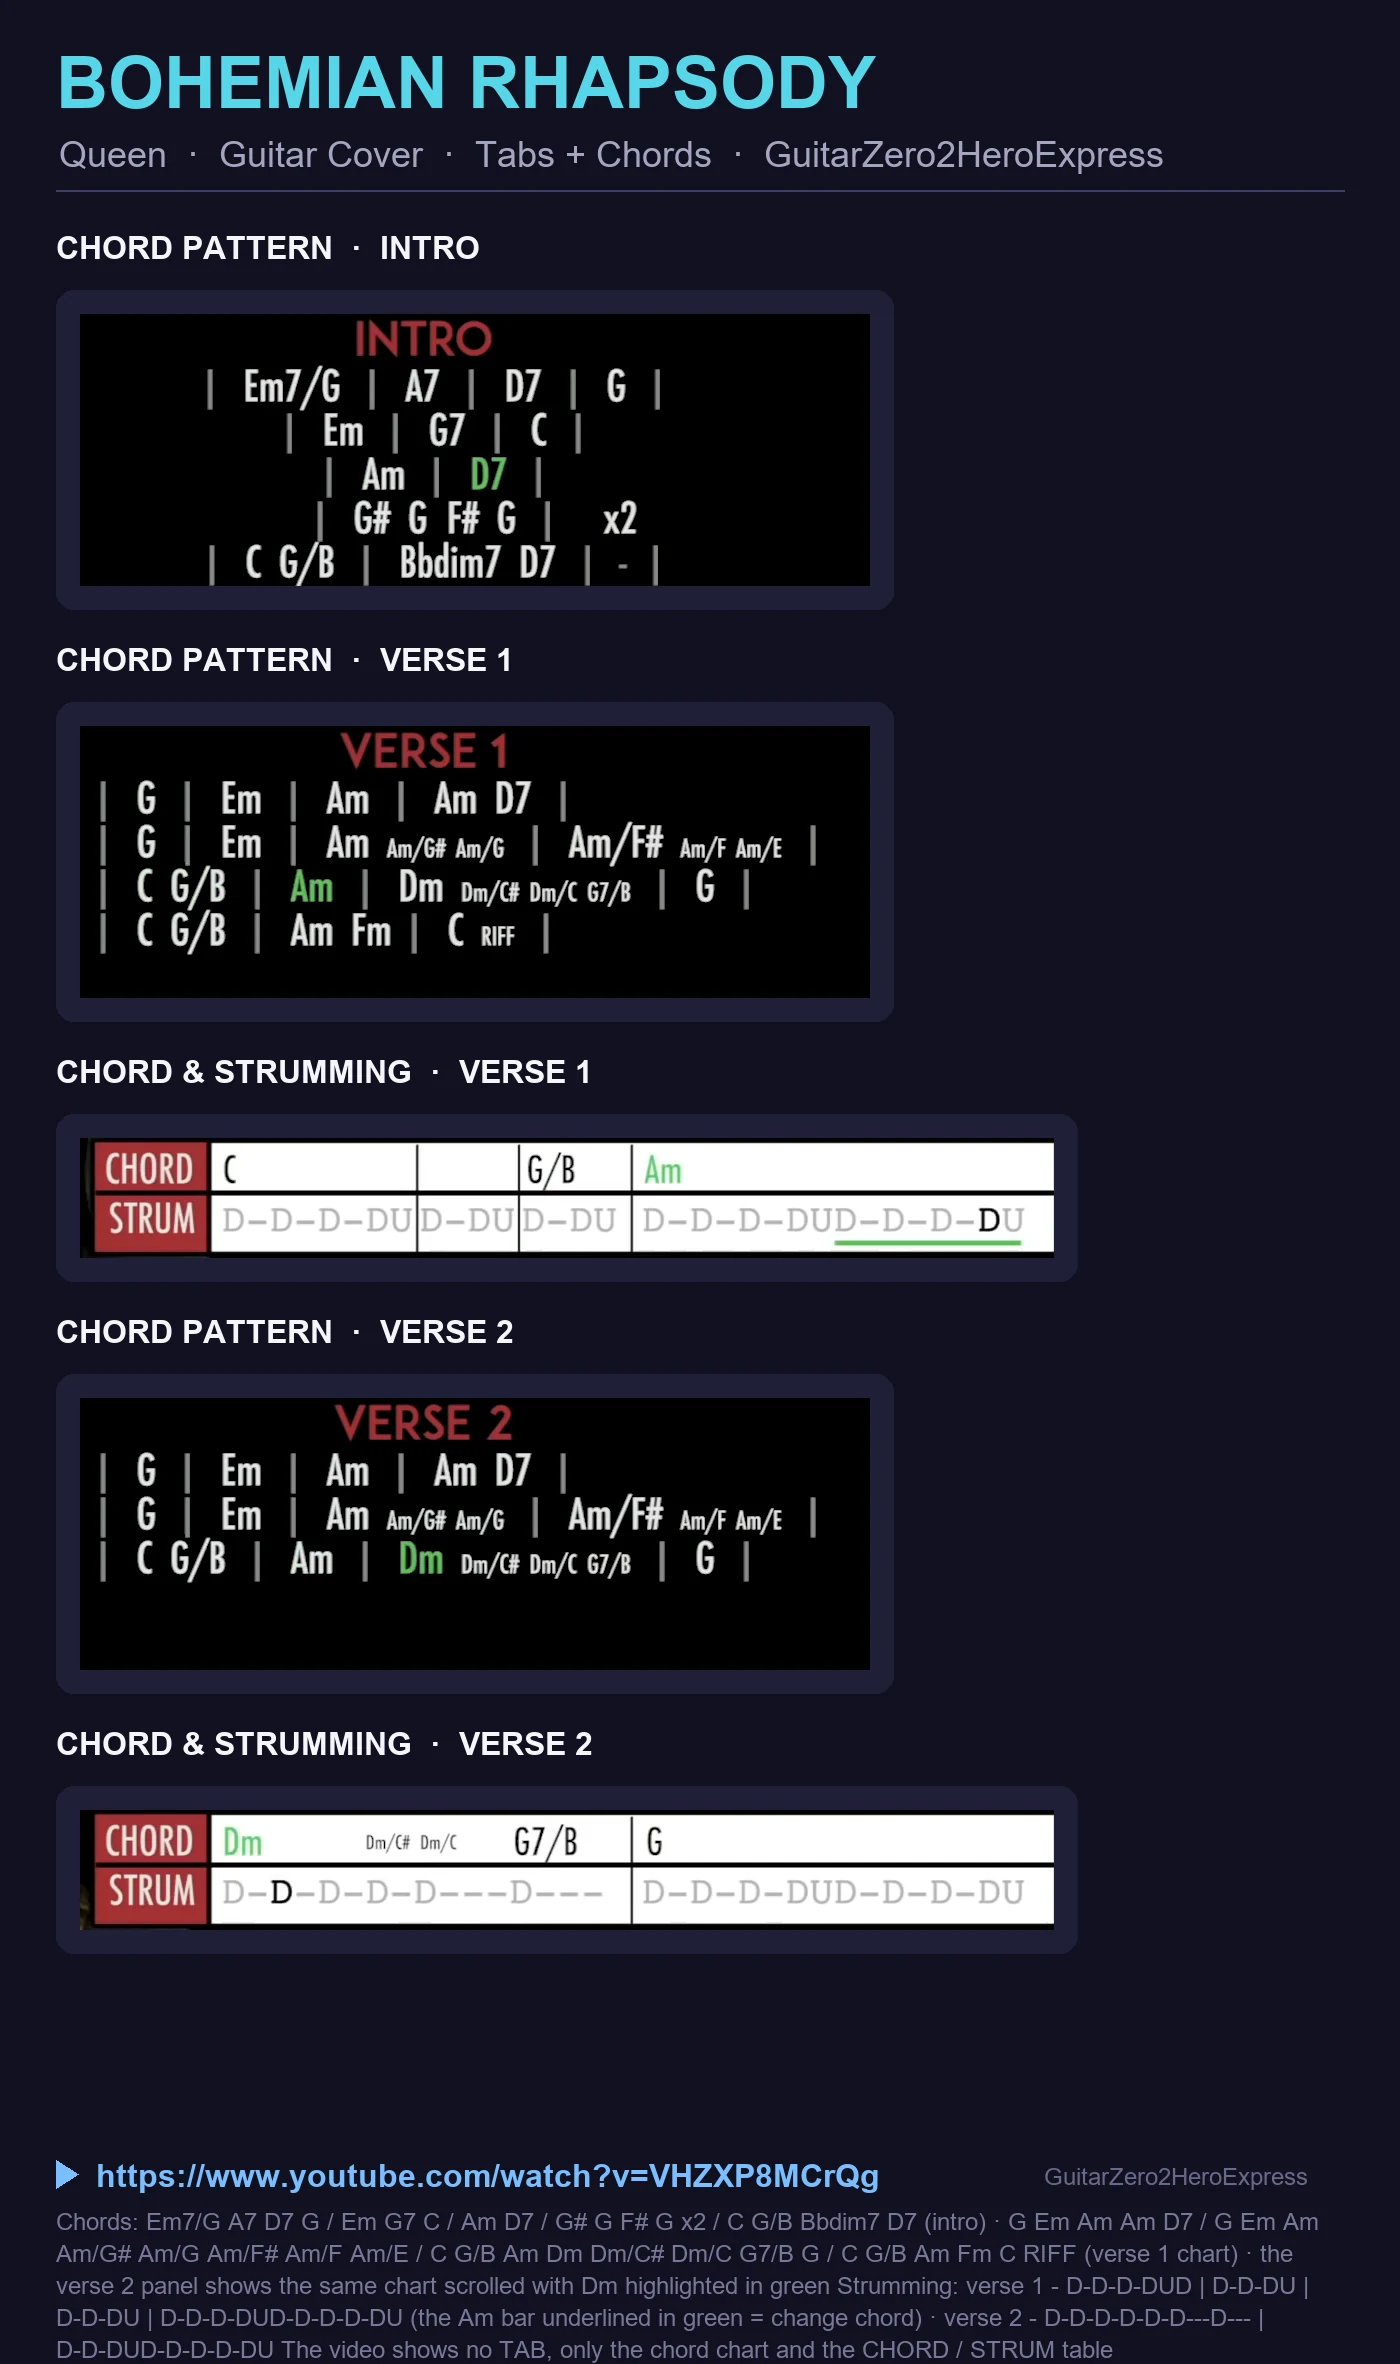 BOHEMIAN RHAPSODY
Queen · Guitar Cover · Tabs + Chords · GuitarZero2HeroExpress
CHORD PATTERN · INTRO
INTRO
| Em7/G | A7 | D7 | G |
| Em | G7 | C |
| Am | D7 |
| G# G F# G | x2
| C G/B | Bbdim7 D7 | - |
CHORD PATTERN · VERSE 1
VERSE 1
| G | Em | Am | Am D7 |
| G | Em | Am Am/G# Am/G | Am/F# Am/F Am/E |
| C G/B | Am | Dm Dm/C# Dm/C G7/B | G |
| C G/B | Am Fm | C RIFF |
CHORD & STRUMMING · VERSE 1
CHORD C G/B Am
STRUM D-D-D-DU D-DU D-DU D-D-D-DUD-D-D-DU
CHORD PATTERN · VERSE 2
VERSE 2
| G | Em | Am | Am D7 |
| G | Em | Am Am/G# Am/G | Am/F# Am/F Am/E |
| C G/B | Am | Dm Dm/C# Dm/C G7/B | G |
CHORD & STRUMMING · VERSE 2
CHORD Dm Dm/C# Dm/C G7/B G
STRUM D-D-D-D-D---D--- D-D-D-DUD-D-D-DU
https://www.youtube.com/watch?v=VHZXP8MCrQg GuitarZero2HeroExpress
Chords: Em7/G A7 D7 G / Em G7 C / Am D7 / G# G F# G x2 / C G/B Bbdim7 D7 (intro) · G Em Am Am D7 / G Em Am
Am/G# Am/G Am/F# Am/F Am/E / C G/B Am Dm Dm/C# Dm/C G7/B G / C G/B Am Fm C RIFF (verse 1 chart) · the
verse 2 panel shows the same chart scrolled with Dm highlighted in green Strumming: verse 1 - D-D-D-DUD | D-D-DU |
D-D-DU | D-D-D-DUD-D-D-D-DU (the Am bar underlined in green = change chord) · verse 2 - D-D-D-D-D-D---D--- |
D-D-DUD-D-D-D-DU The video shows no TAB, only the chord chart and the CHORD / STRUM table